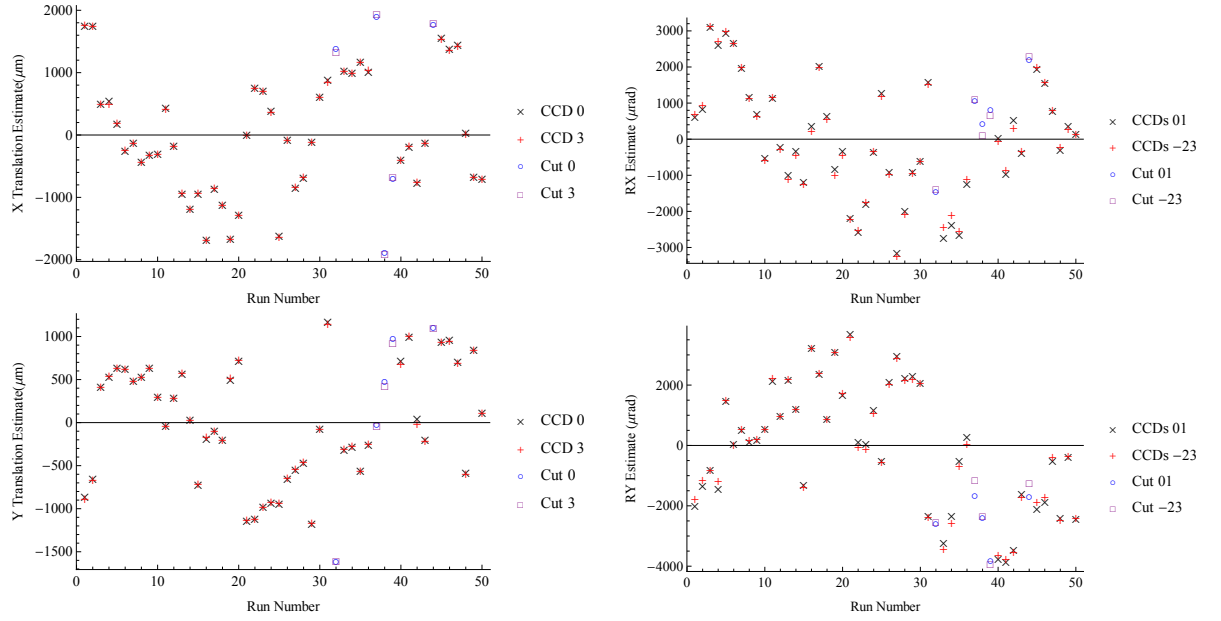 X Translation Estimate(μm)
2000
1000
0
−1000
−2000
0 10 20 30 40 50
Run Number
CCD 0
CCD 3
Cut 0
Cut 3
RX Estimate (μrad)
3000
2000
1000
0
−1000
−2000
−3000
0 10 20 30 40 50
Run Number
CCDs 01
CCDs −23
Cut 01
Cut −23
Y Translation Estimate(μm)
1000
500
0
−500
−1000
−1500
0 10 20 30 40 50
Run Number
CCD 0
CCD 3
Cut 0
Cut 3
RY Estimate (μrad)
2000
0
−2000
−4000
0 10 20 30 40 50
Run Number
CCDs 01
CCDs −23
Cut 01
Cut −23